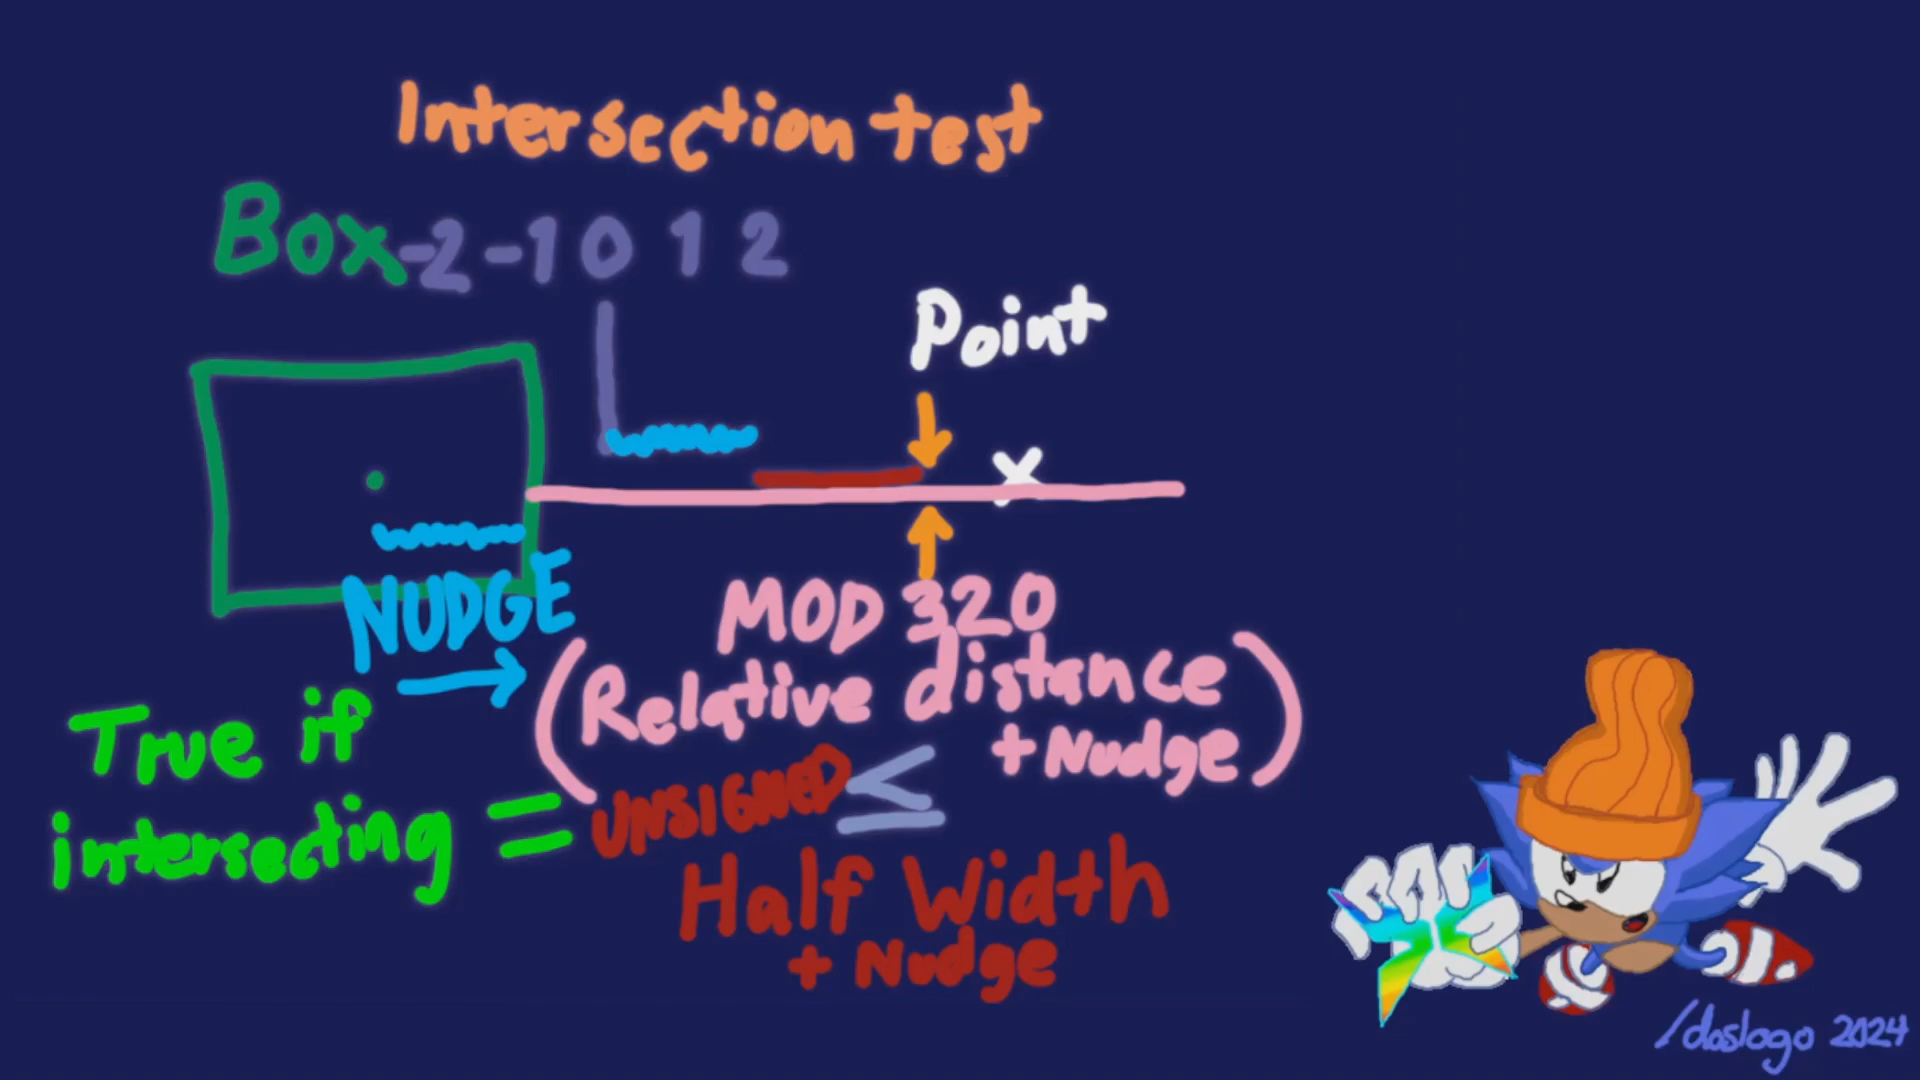 Intersection test
Box -2 -1 0 1 2
Point
x
NUDGE
MOD 320
(Relative distance
+ Nudge)
True if
intersecting = UNSIGNED ≤
Half Width
+ Nudge
/doslogo 2024